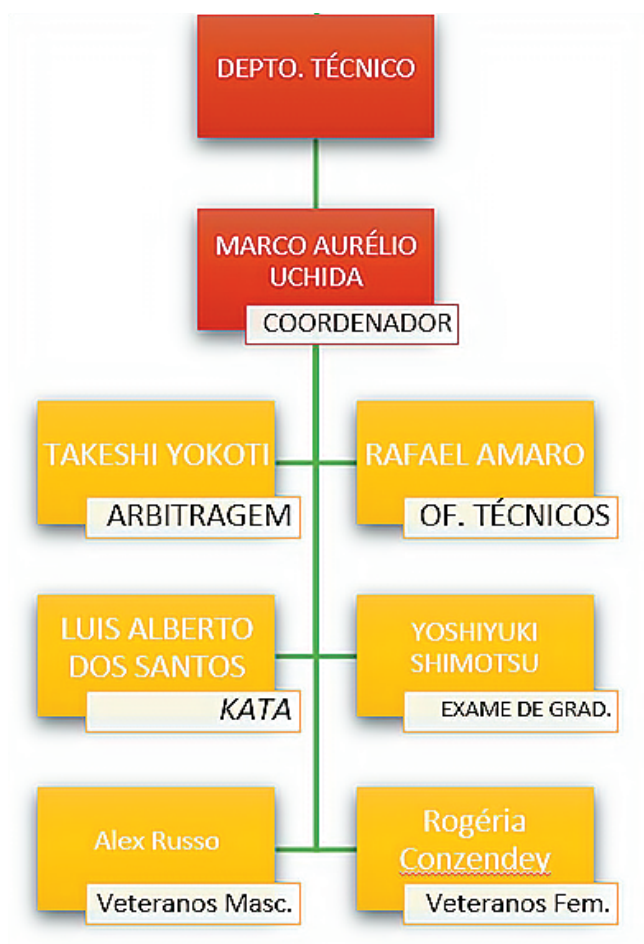 DEPTO. TÉCNICO
MARCO AURÉLIO
UCHIDA
COORDENADOR
TAKESHI YOKOTI
ARBITRAGEM
RAFAEL AMARO
OF. TÉCNICOS
LUIS ALBERTO
DOS SANTOS
KATA
YOSHIYUKI
SHIMOTSU
EXAME DE GRAD.
Alex Russo
Veteranos Masc.
Rogéria
Conzendey
Veteranos Fem.